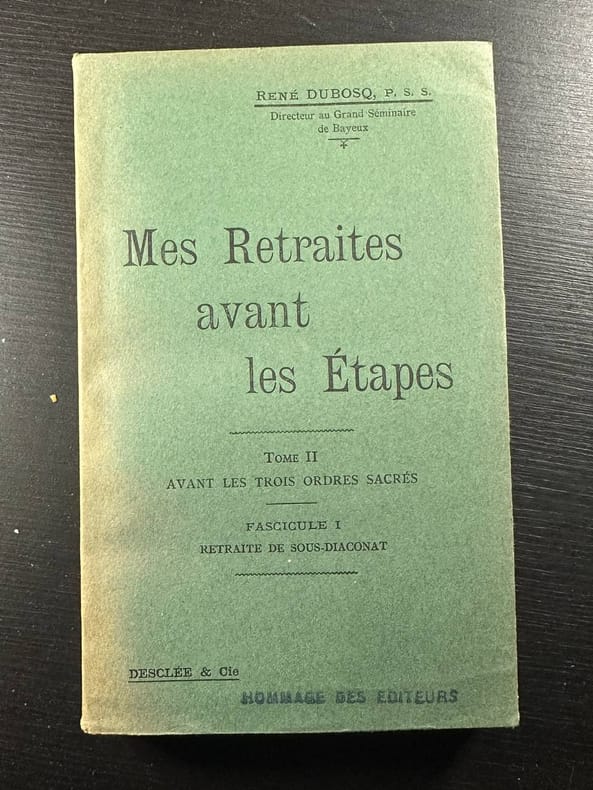 RENÉ DUBOSQ, P. S. S.
Directeur au Grand Séminaire
de Bayeux
Mes Retraites
avant
les Étapes
TOME II
AVANT LES TROIS ORDRES SACRÉS
FASCICULE I
RETRAITE DE SOUS-DIACONAT
DESCLÉE & Cie
HOMMAGE DES EDITEURS